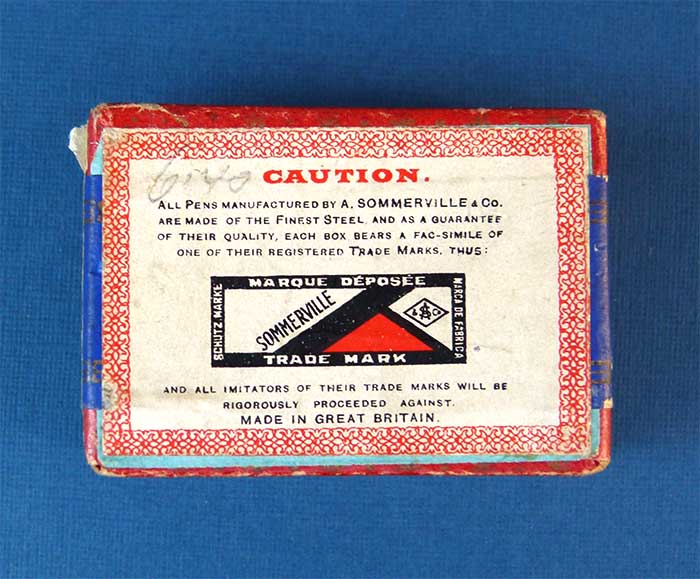 CAUTION.
ALL PENS MANUFACTURED BY A. SOMMERVILLE & CO.
ARE MADE OF THE FINEST STEEL, AND AS A GUARANTEE
OF THEIR QUALITY, EACH BOX BEARS A FAC-SIMILE OF
ONE OF THEIR REGISTERED TRADE MARKS, THUS:
MARQUE DÉPOSÉE
SCHUTZ.MARKE
SOMMERVILLE
& AS Co
MARCA DE FABRICA
TRADE MARK
AND ALL IMITATORS OF THEIR TRADE MARKS WILL BE
RIGOROUSLY PROCEEDED AGAINST.
MADE IN GREAT BRITAIN.